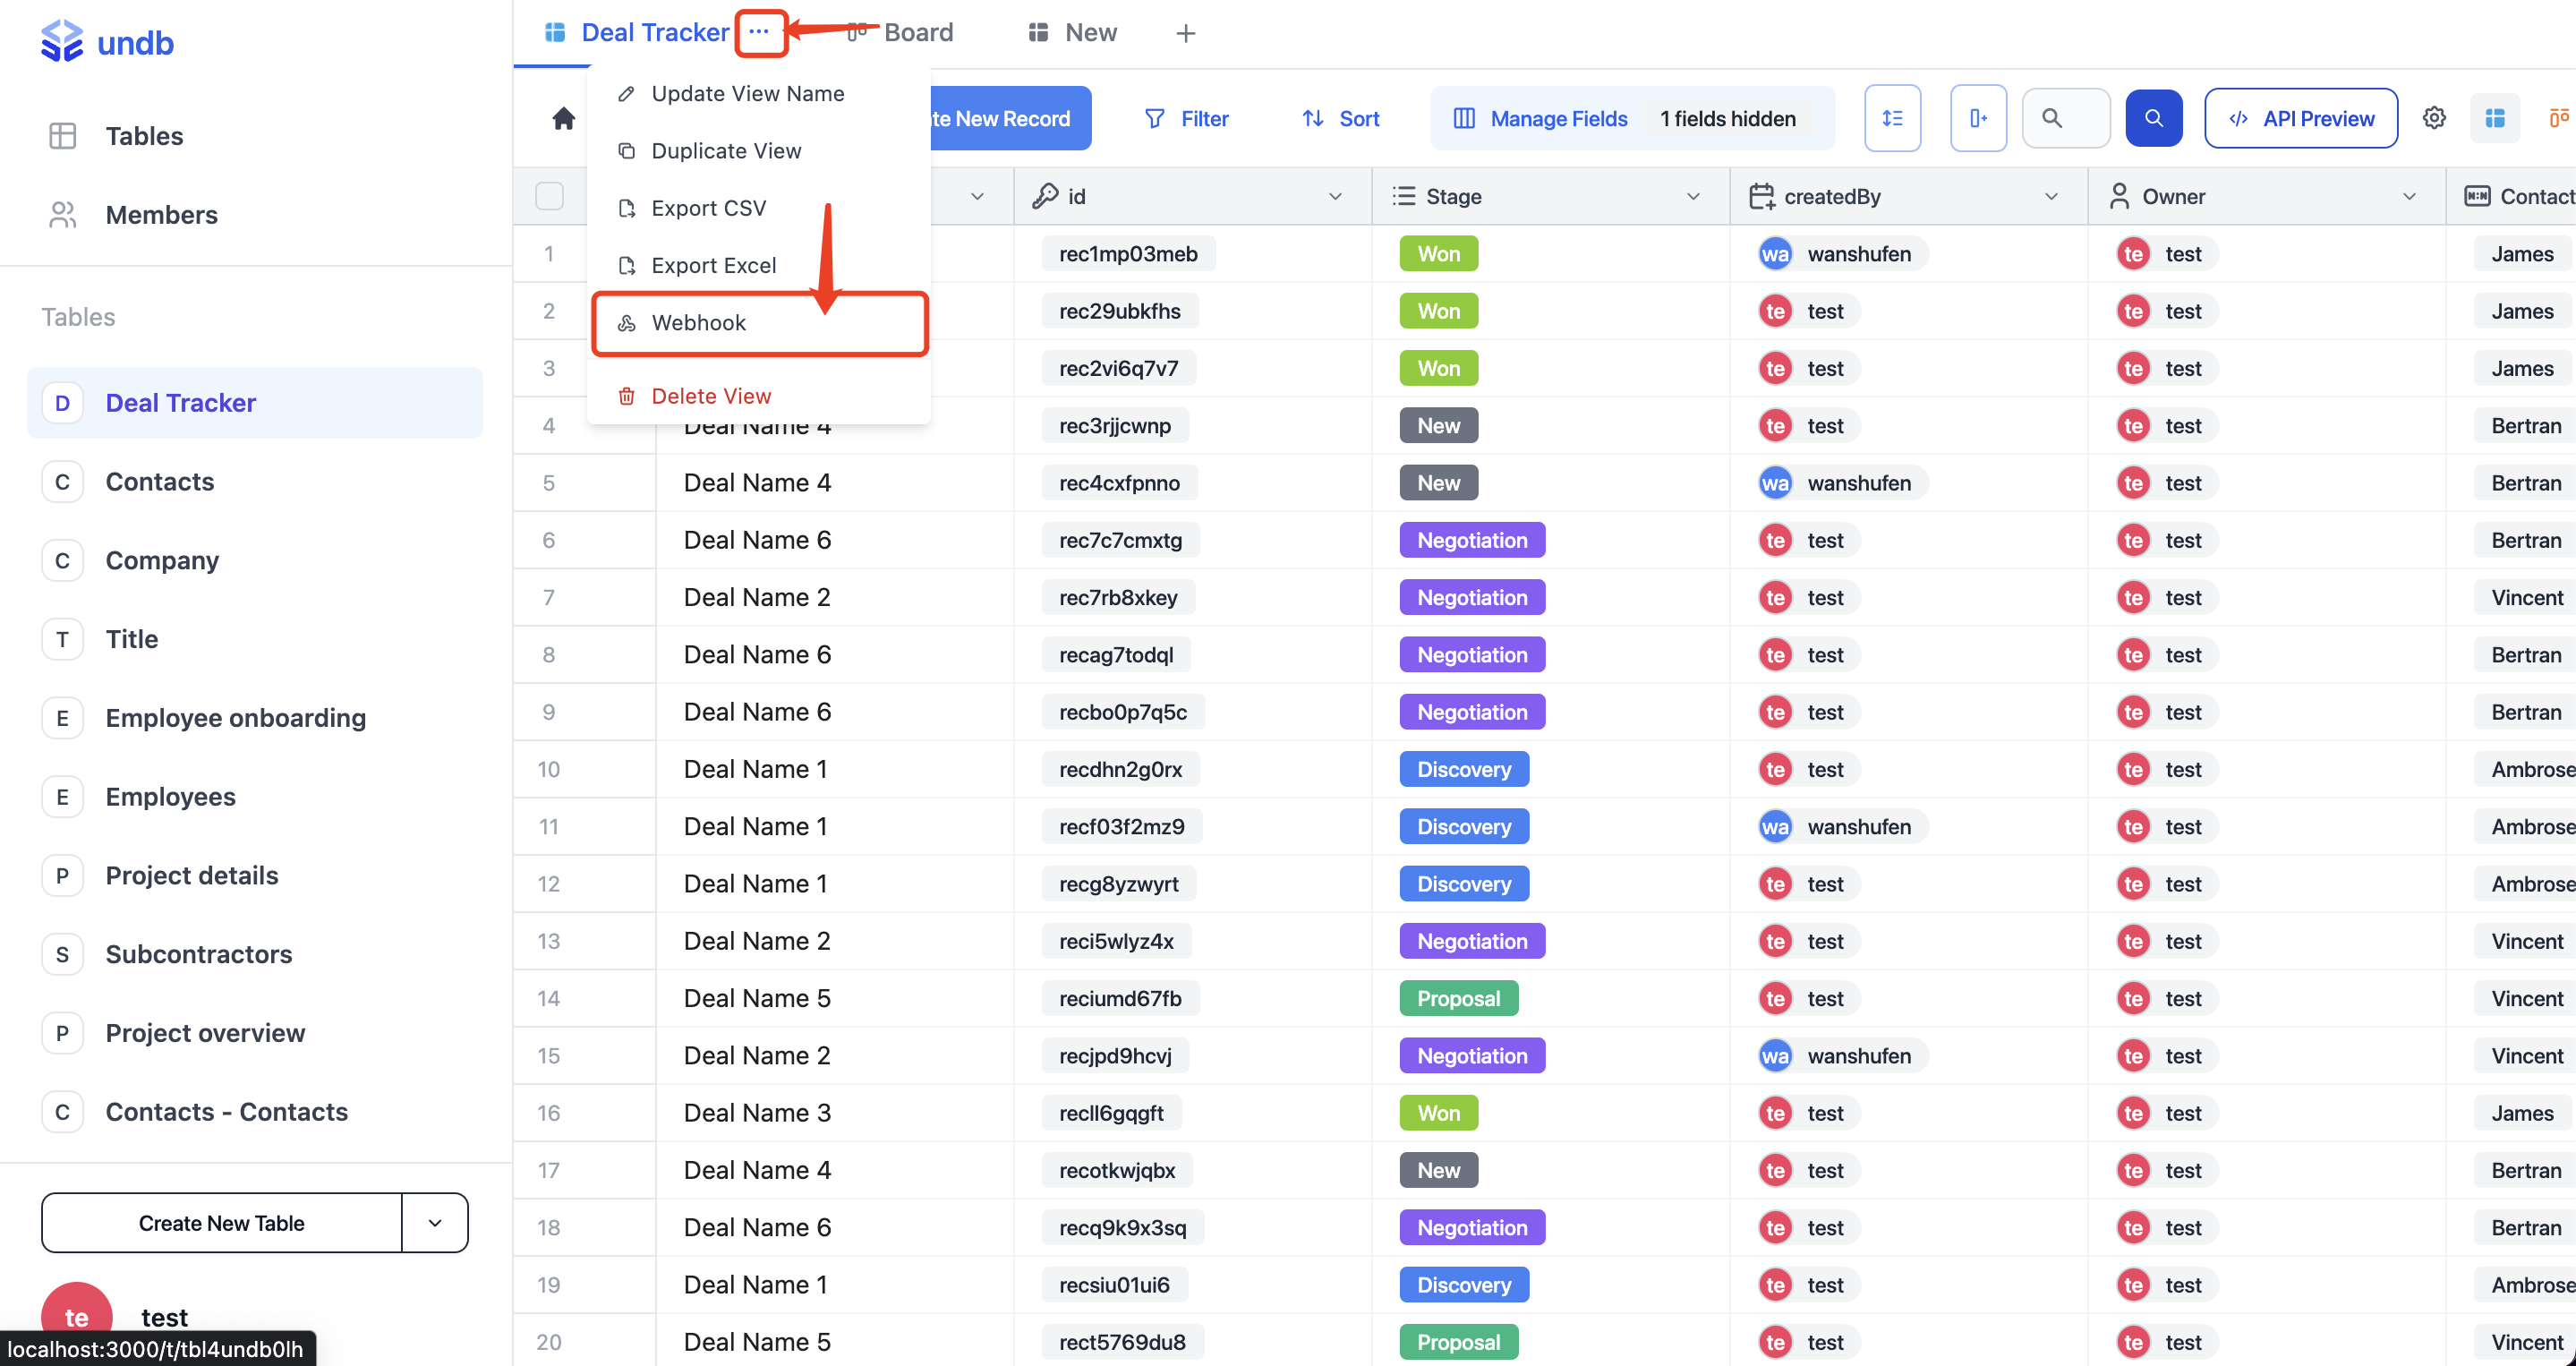 undb
Tables
Members
Tables
D Deal Tracker
C Contacts
C Company
T Title
E Employee onboarding
E Employees
P Project details
S Subcontractors
P Project overview
C Contacts - Contacts
Create New Table
te test
localhost:3000/t/tbl4undb0lh
Deal Tracker ... Board New +
Update View Name
Duplicate View
Export CSV
Export Excel
Webhook
Delete View
te New Record Filter Sort Manage Fields 1 fields hidden API Preview
id Stage createdBy Owner Contact
1 rec1mp03meb Won wa wanshufen te test James
2 rec29ubkfhs Won te test te test James
3 rec2vi6q7v7 Won te test te test James
4 Deal Name 4 rec3rjjcwnp New te test te test Bertran
5 Deal Name 4 rec4cxfpnno New wa wanshufen te test Bertran
6 Deal Name 6 rec7c7cmxtg Negotiation te test te test Bertran
7 Deal Name 2 rec7rb8xkey Negotiation te test te test Vincent
8 Deal Name 6 recag7todql Negotiation te test te test Bertran
9 Deal Name 6 recbo0p7q5c Negotiation te test te test Bertran
10 Deal Name 1 recdhn2g0rx Discovery te test te test Ambrose
11 Deal Name 1 recf03f2mz9 Discovery wa wanshufen te test Ambrose
12 Deal Name 1 recg8yzwyrt Discovery te test te test Ambrose
13 Deal Name 2 reci5wlyz4x Negotiation te test te test Vincent
14 Deal Name 5 reciumd67fb Proposal te test te test Vincent
15 Deal Name 2 recjpd9hcvj Negotiation wa wanshufen te test Vincent
16 Deal Name 3 recll6gqgft Won te test te test James
17 Deal Name 4 recotkwjqbx New te test te test Bertran
18 Deal Name 6 recq9k9x3sq Negotiation te test te test Bertran
19 Deal Name 1 recsiu01ui6 Discovery te test te test Ambrose
20 Deal Name 5 rect5769du8 Proposal te test te test Vincent